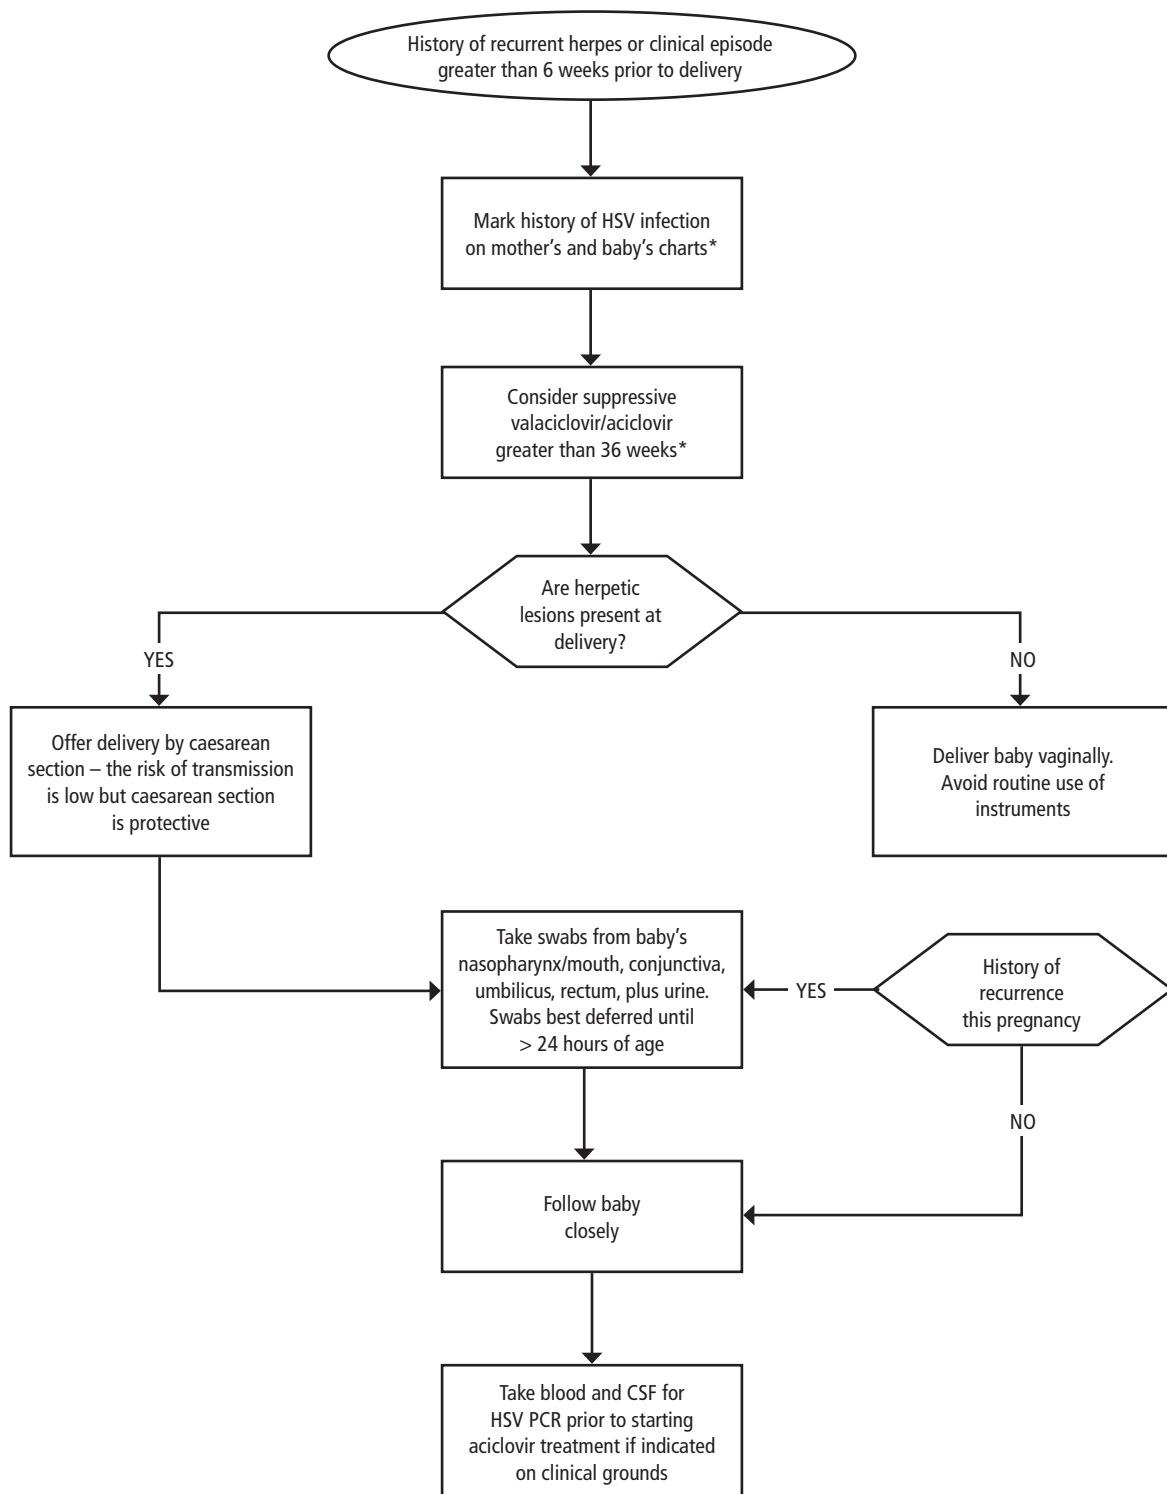 History of recurrent herpes or clinical episode
greater than 6 weeks prior to delivery
Mark history of HSV infection
on mother’s and baby’s charts*
Consider suppressive
valaciclovir/aciclovir
greater than 36 weeks*
Are herpetic
lesions present at
delivery?
YES
NO
Offer delivery by caesarean
section – the risk of transmission
is low but caesarean section
is protective
Deliver baby vaginally.
Avoid routine use of
instruments
Take swabs from baby’s
nasopharynx/mouth, conjunctiva,
umbilicus, rectum, plus urine.
Swabs best deferred until
> 24 hours of age
YES
History of
recurrence
this pregnancy
NO
Follow baby
closely
Take blood and CSF for
HSV PCR prior to starting
aciclovir treatment if indicated
on clinical grounds